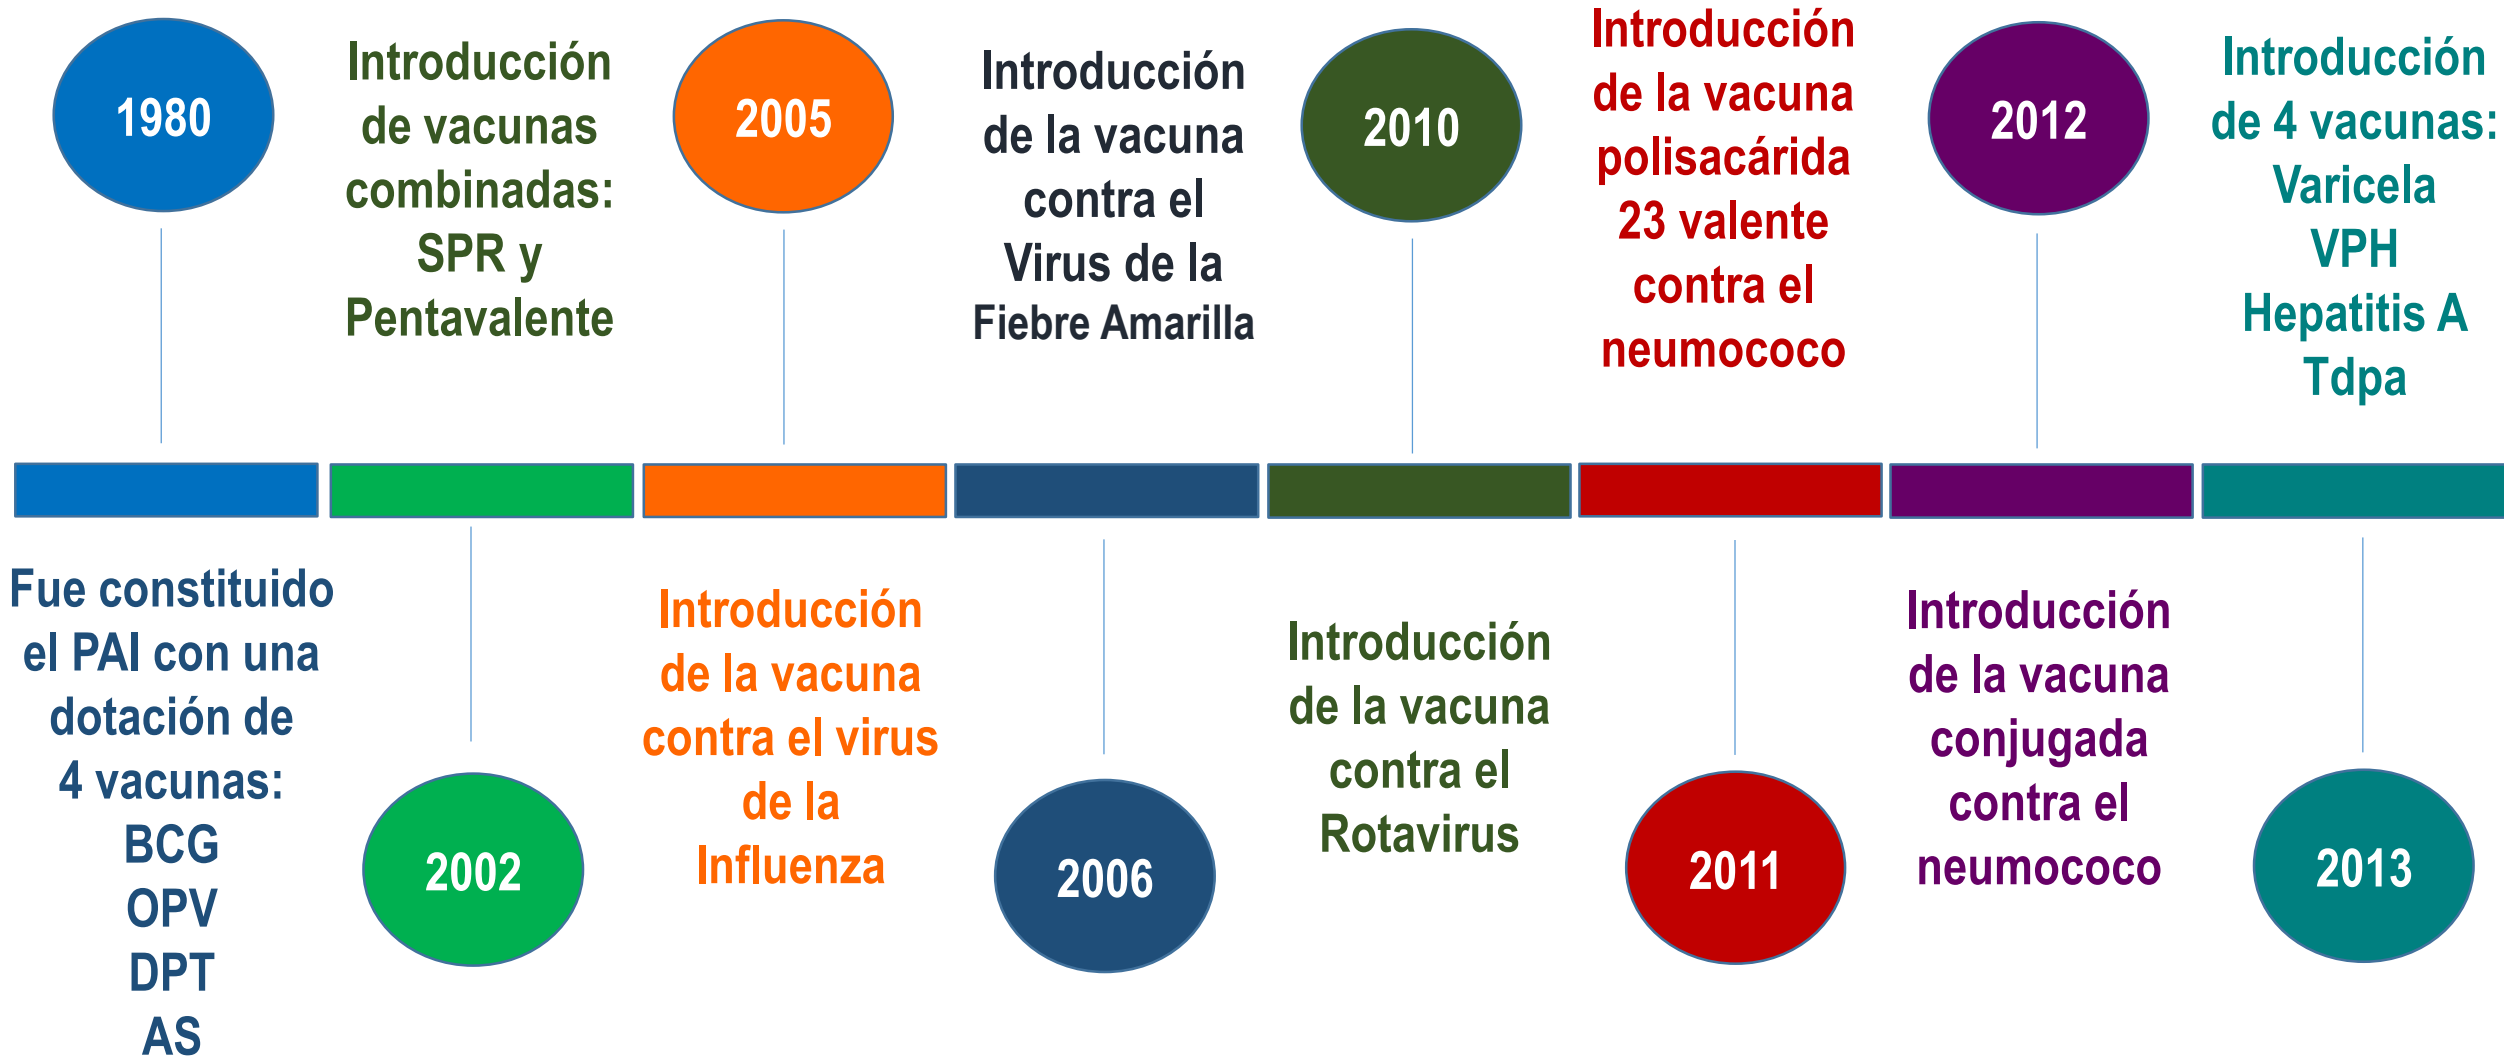 1980
Fue constituido
el PAI con una
dotación de
4 vacunas:
BCG
OPV
DPT
AS
Introducción
de vacunas
combinadas:
SPR y
Pentavalente
2002
2005
Introducción
de la vacuna
contra el virus
de la
Influenza
Introducción
de la vacuna
contra el
Virus de la
Fiebre Amarilla
2006
2010
Introducción
de la vacuna
contra el
Rotavirus
Introducción
de la vacuna
polisacárida
23 valente
contra el
neumococo
2011
2012
Introducción
de la vacuna
conjugada
contra el
neumococo
Introducción
de 4 vacunas:
Varicela
VPH
Hepatitis A
Tdpa
2013